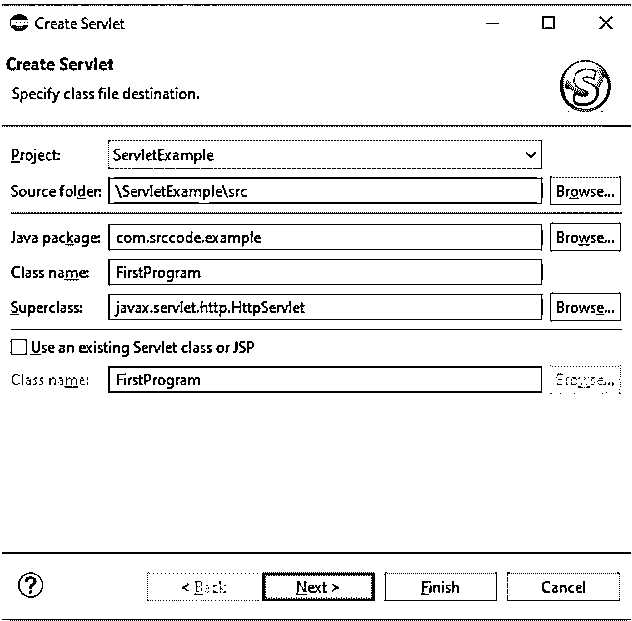 Create Servlet
Create Servlet
Specify class file destination.
Project: ServletExample
Source folder: \ServletExample\src Browse...
Java package: com.srccode.example Browse...
Class name: FirstProgram
Superclass: javax.servlet.http.HttpServlet Browse...
Use an existing Servlet class or JSP
Class name: FirstProgram Browse...
? < Back Next > Finish Cancel